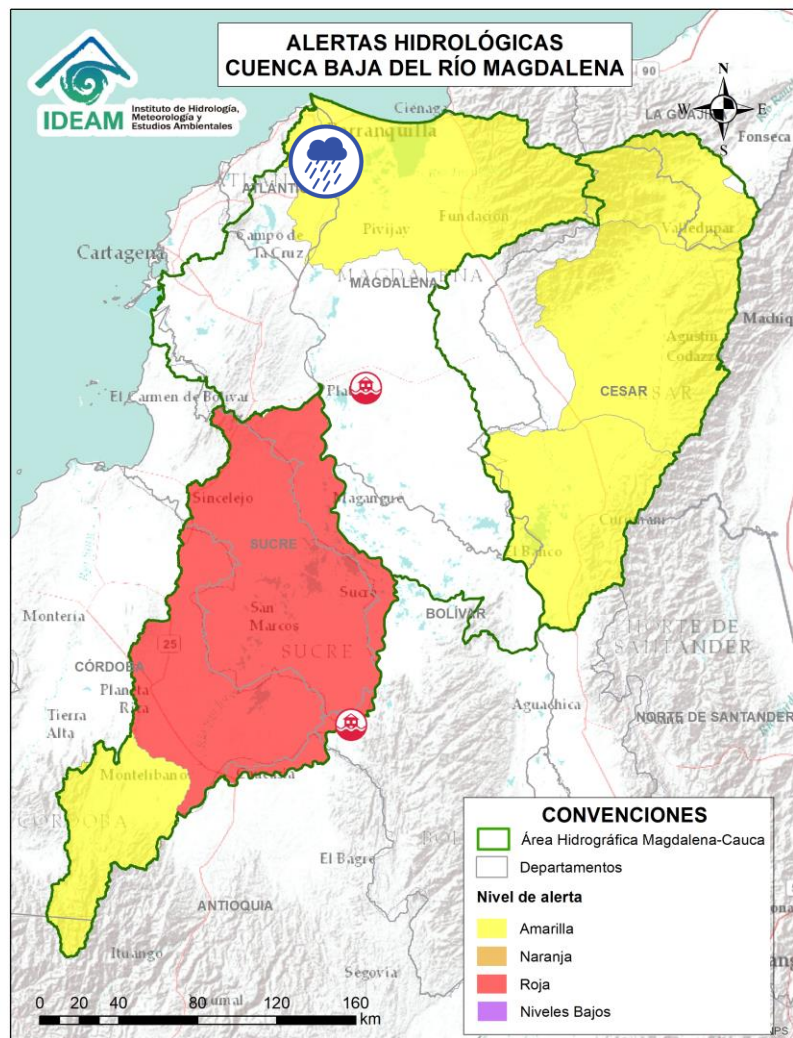 ALERTAS HIDROLÓGICAS
CUENCA BAJA DEL RÍO MAGDALENA
IDEAM
Instituto de Hidrología,
Meteorología y
Estudios Ambientales
90
N
W E
S
Ciénaga
LA GUAJIRA
Fonseca
ATLÁNTICO
Valledupar
Pivijay
Fundación
Campo de
la Cruz
Cartagena
MAGDALENA
MAGDALENA
Agustín
Codazzi
CESAR
El Carmen de Bolívar
Sincelejo
Magangue
SUCRE
El Banco
Sucre
San
Marcos
BOLÍVAR
Montería
SUCRE
NORTE DE
SANTANDER
25
CÓRDOBA
Planeta
Rica
Tierra
Alta
Aguachica
NORTE DE SANTANDER
Montelibano
CÓRDOBA
El Bagre
ANTIOQUIA
Ituango
Segovia
CONVENCIONES
Área Hidrográfica Magdalena-Cauca
Departamentos
Nivel de alerta
Amarilla
Naranja
Roja
Niveles Bajos
0 20 40 80 120 160
km